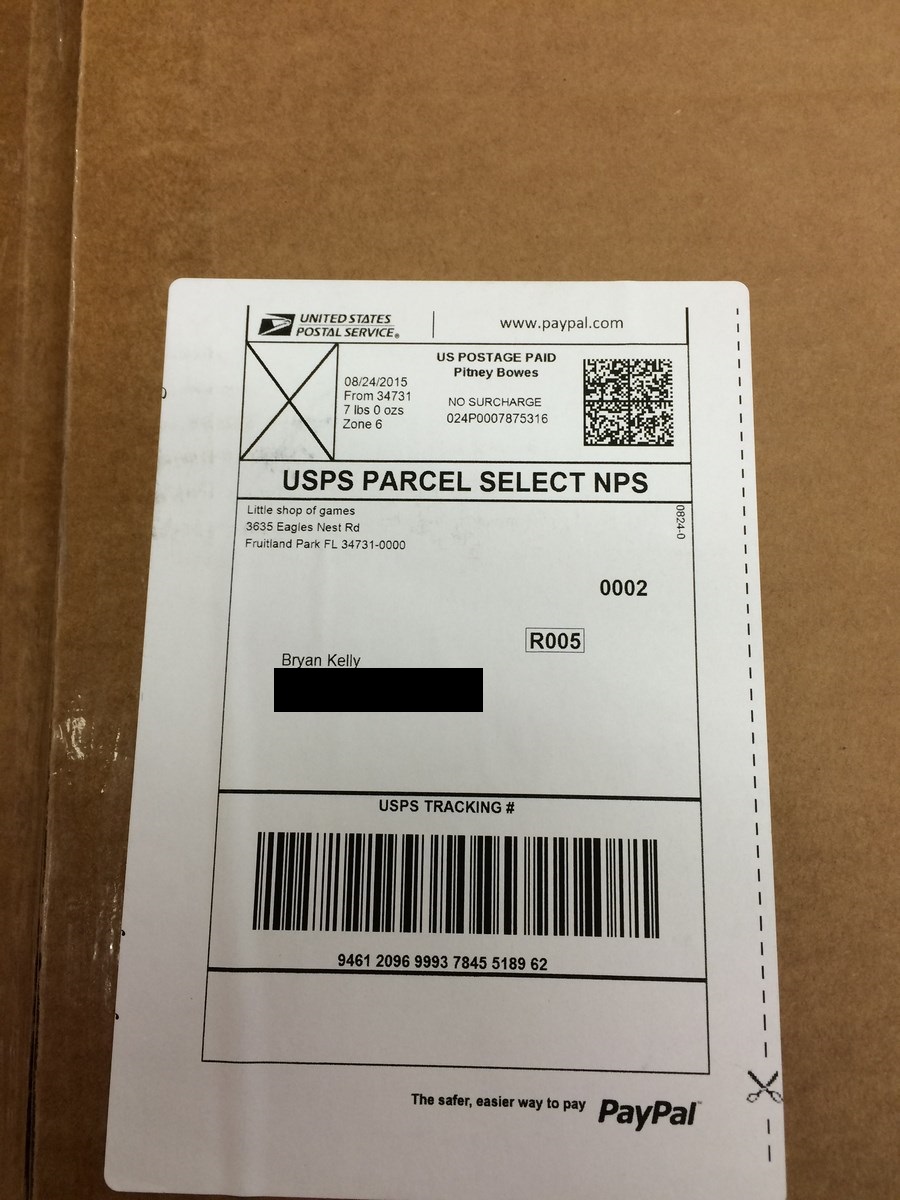 UNITED STATES
POSTAL SERVICE®
www.paypal.com
08/24/2015
From 34731
7 lbs 0 ozs
Zone 6
US POSTAGE PAID
Pitney Bowes
NO SURCHARGE
024P0007875316
USPS PARCEL SELECT NPS
Little shop of games
3635 Eagles Nest Rd
Fruitland Park FL 34731-0000
0824-0
0002
R005
Bryan Kelly
USPS TRACKING #
9461 2096 9993 7845 5189 62
The safer, easier way to pay PayPal™